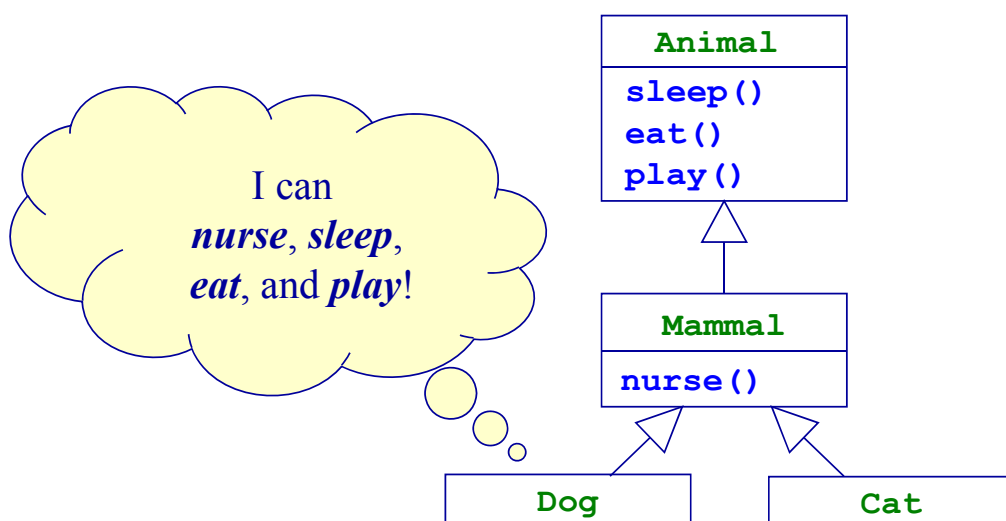 Animal
sleep()
eat()
play()
I can
nurse, sleep,
eat, and play!
Mammal
nurse()
Dog
Cat